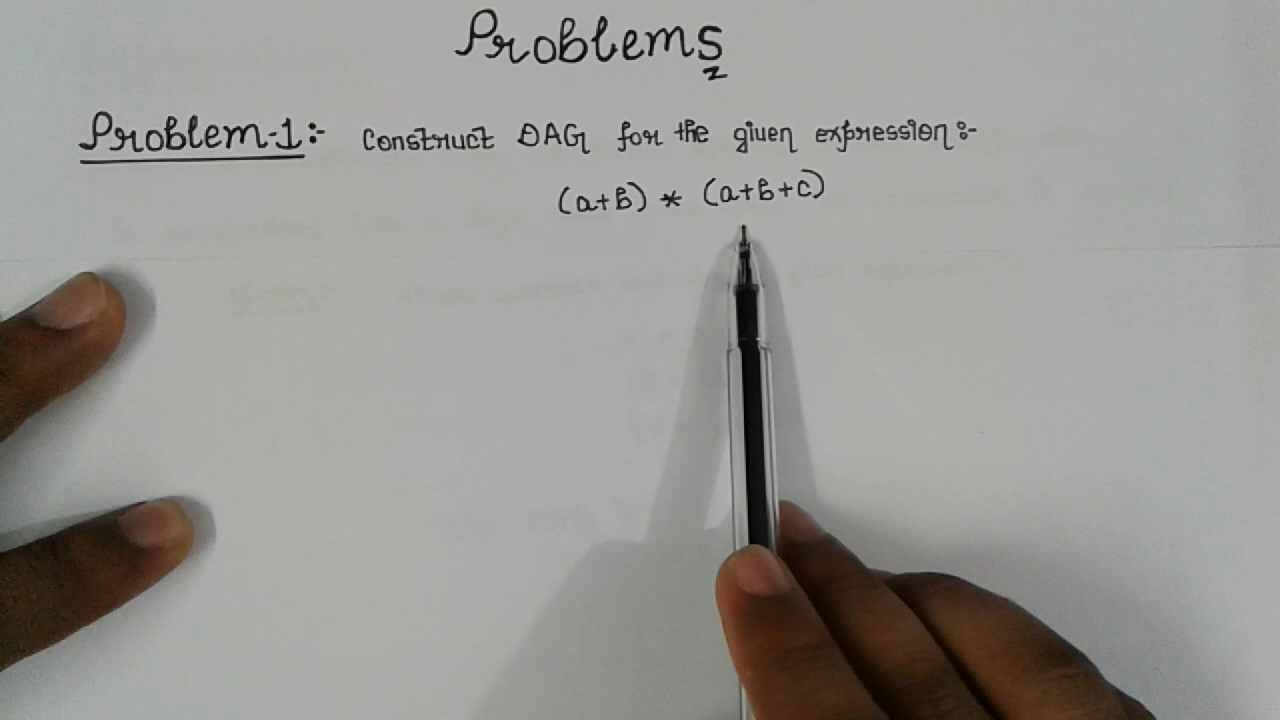 Problems
Problem-1:- Construct DAG for the given expression:-
(a+b) * (a+b+c)